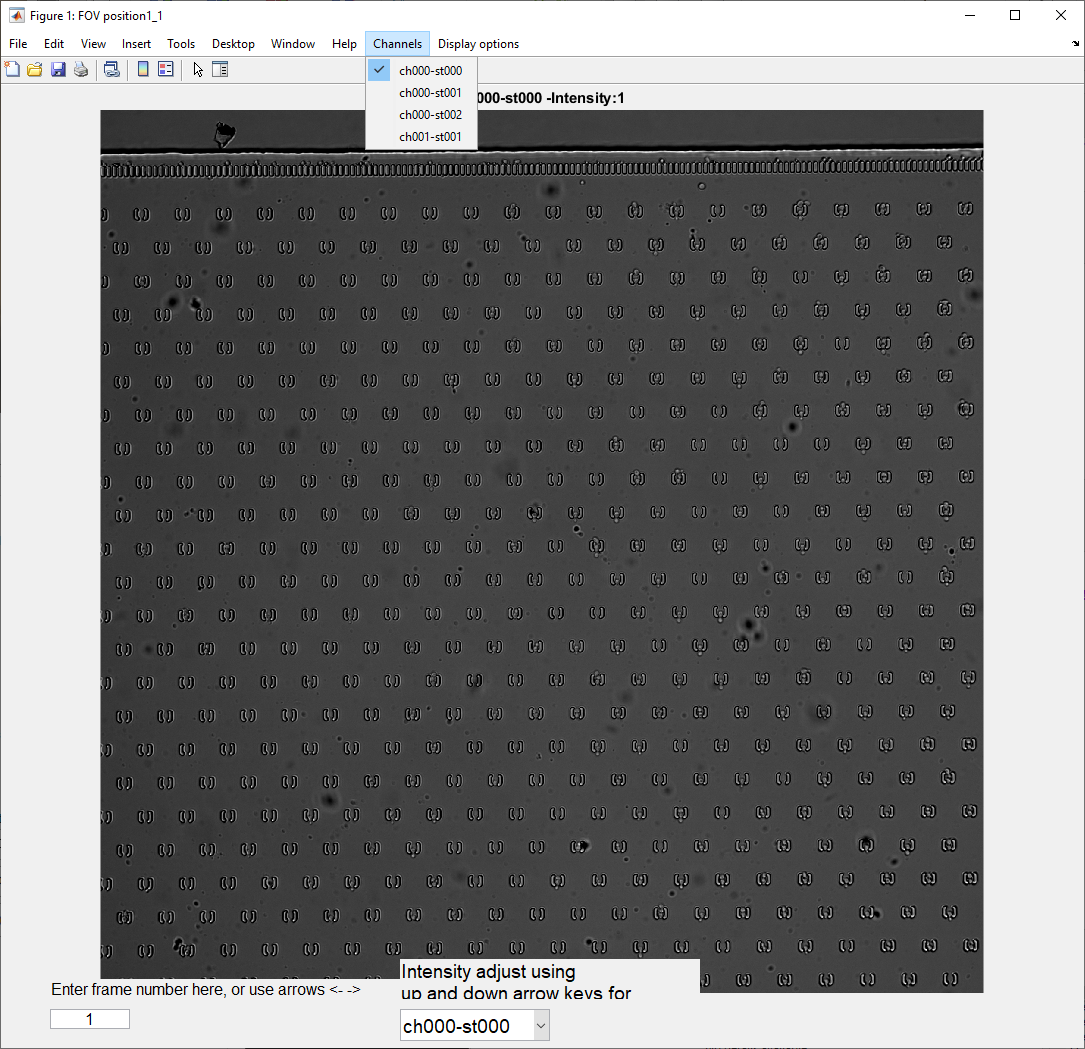 Figure 1: FOV position1_1
File Edit View Insert Tools Desktop Window Help Channels Display options
ch000-st000
ch000-st001
ch000-st002
ch001-st001
000-st000 -Intensity:1
Intensity adjust using
up and down arrow keys for
Enter frame number here, or use arrows <- ->
1
ch000-st000